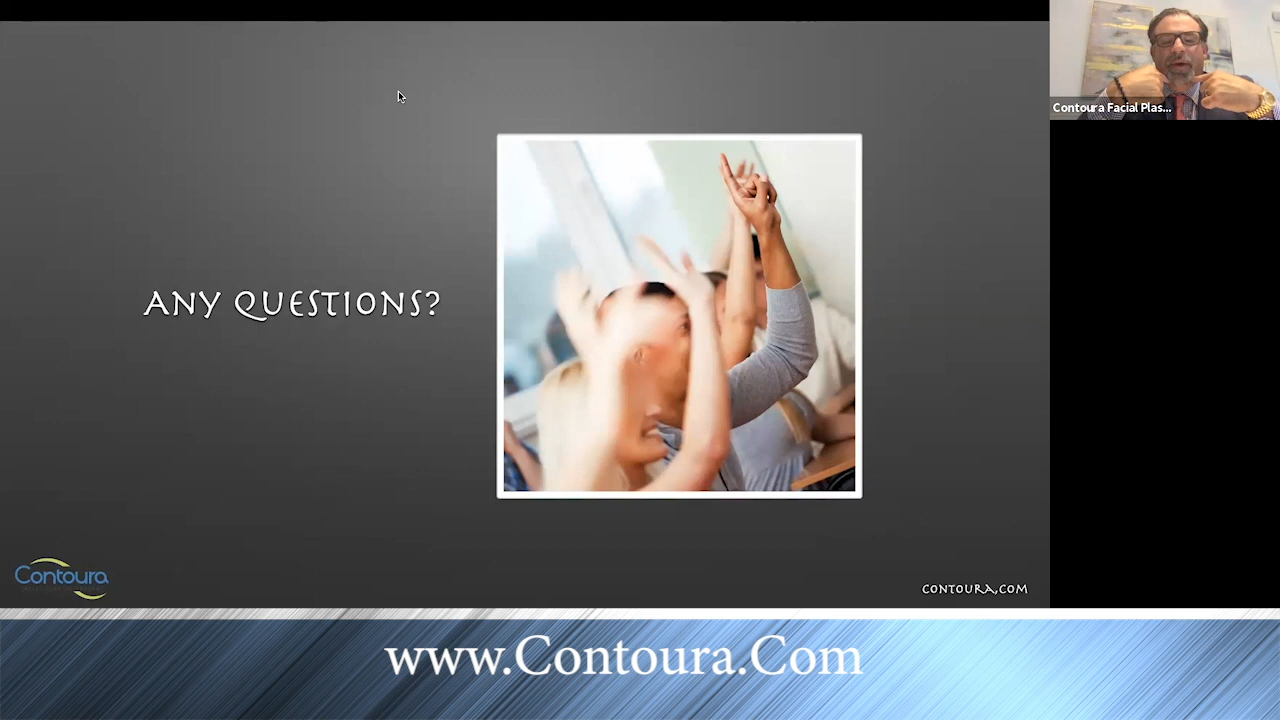 Contoura Facial Plas...
ANY QUESTIONS?
Contoura
CONTOURA.COM
www.Contoura.Com